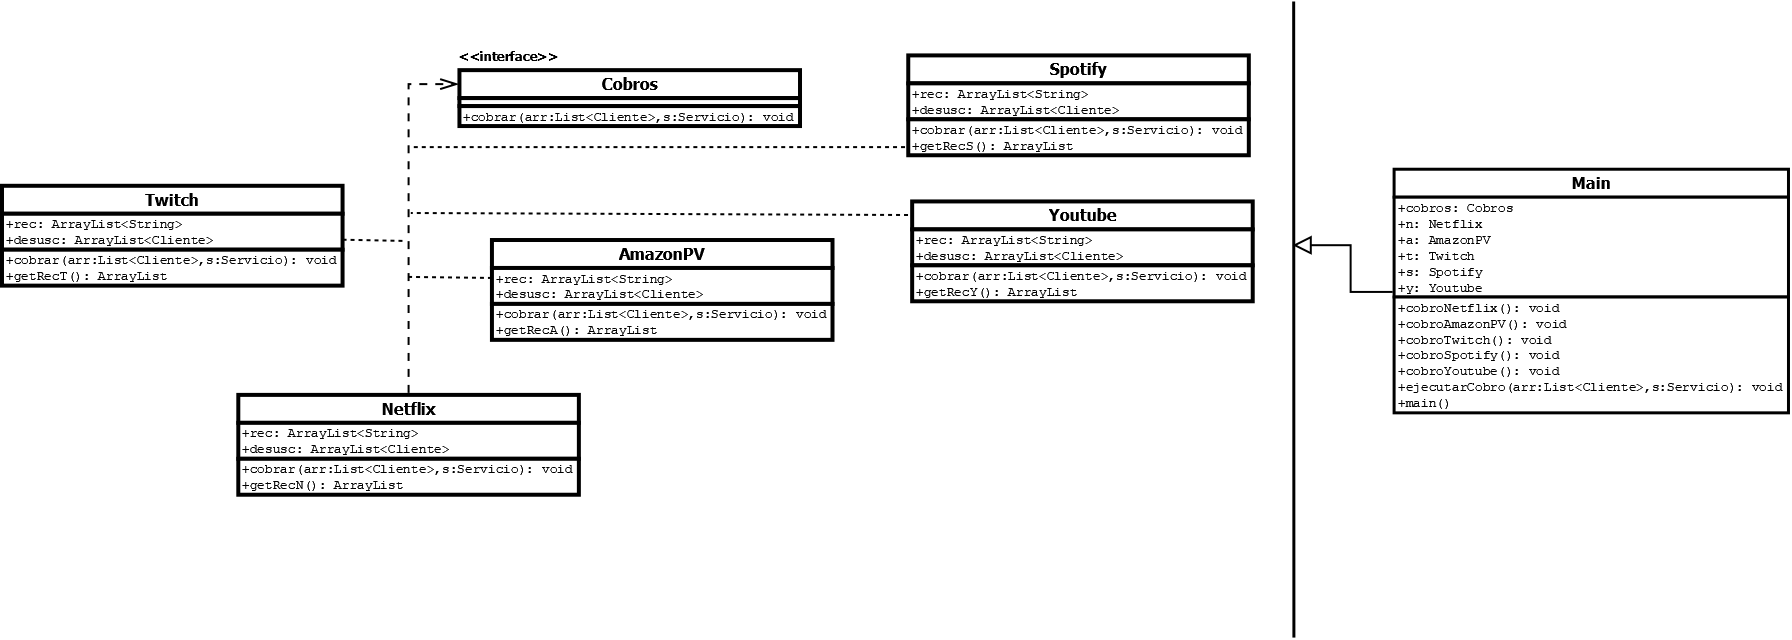 <<interface>>
Cobros
+cobrar(arr:List<Cliente>,s:Servicio): void
Spotify
+rec: ArrayList<String>
+desusc: ArrayList<Cliente>
+cobrar(arr:List<Cliente>,s:Servicio): void
+getRecS(): ArrayList
Twitch
+rec: ArrayList<String>
+desusc: ArrayList<Cliente>
+cobrar(arr:List<Cliente>,s:Servicio): void
+getRecT(): ArrayList
AmazonPV
+rec: ArrayList<String>
+desusc: ArrayList<Cliente>
+cobrar(arr:List<Cliente>,s:Servicio): void
+getRecA(): ArrayList
Youtube
+rec: ArrayList<String>
+desusc: ArrayList<Cliente>
+cobrar(arr:List<Cliente>,s:Servicio): void
+getRecY(): ArrayList
Netflix
+rec: ArrayList<String>
+desusc: ArrayList<Cliente>
+cobrar(arr:List<Cliente>,s:Servicio): void
+getRecN(): ArrayList
Main
+cobros: Cobros
+n: Netflix
+a: AmazonPV
+t: Twitch
+s: Spotify
+y: Youtube
+cobroNetflix(): void
+cobroAmazonPV(): void
+cobroTwitch(): void
+cobroSpotify(): void
+cobroYoutube(): void
+ejecutarCobro(arr:List<Cliente>,s:Servicio): void
+main()